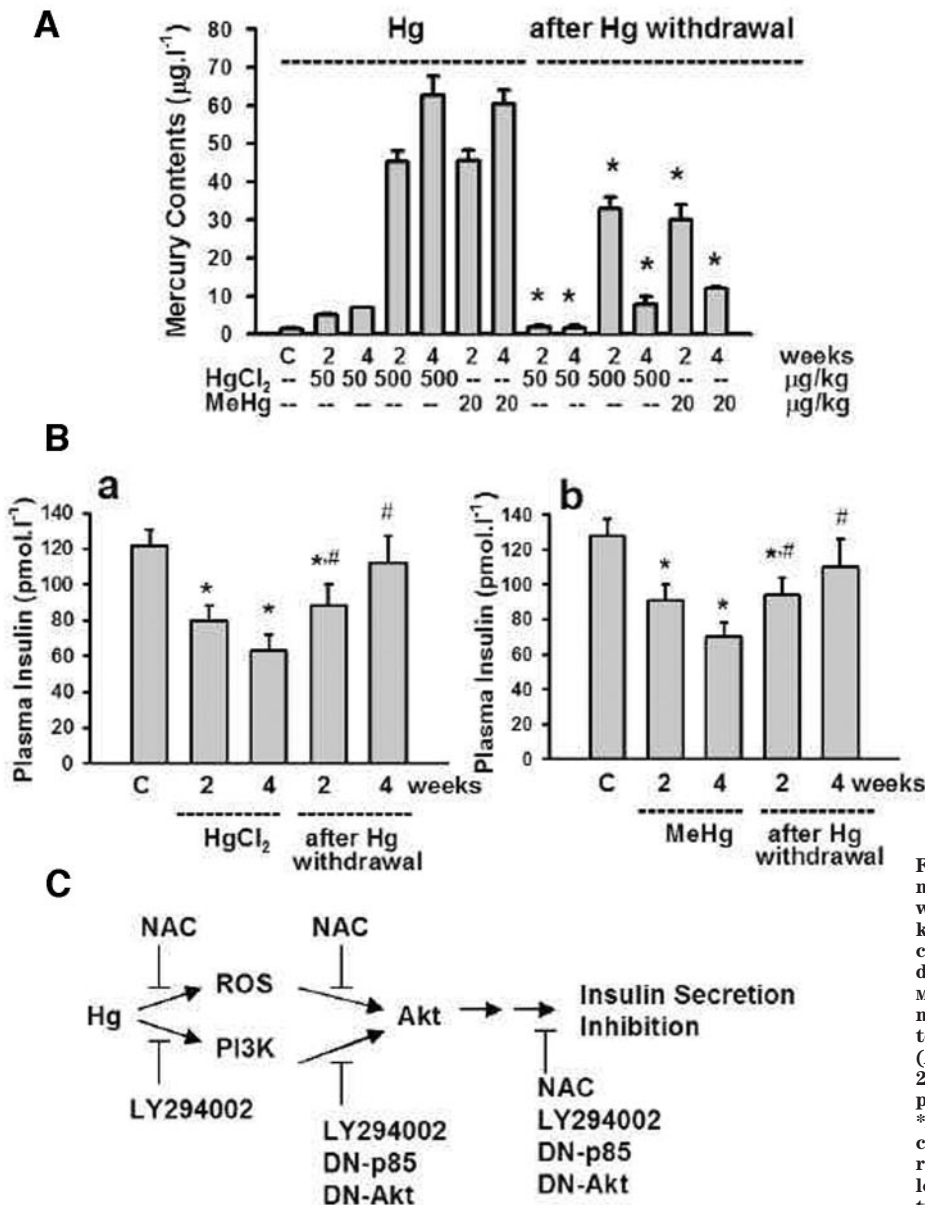 A
Hg after Hg withdrawal
Mercury Contents (µg.l⁻¹)
80
70
60
50
40
30
20
10
0
* * * * * *
C 2 4 2 4 2 4 2 4 2 4 2 4 weeks
HgCl₂ -- 50 50 500 500 -- -- 50 50 500 500 -- -- µg/kg
MeHg -- -- -- -- -- 20 20 -- -- -- -- 20 20 µg/kg
B
a
Plasma Insulin (pmol.l⁻¹)
140
120
100
80
60
40
20
0
* * *,# #
C 2 4 2 4 weeks
HgCl₂ after Hg
withdrawal
b
Plasma Insulin (pmol.l⁻¹)
140
120
100
80
60
40
20
0
* * *,# #
C 2 4 2 4 weeks
MeHg after Hg
withdrawal
C
NAC NAC
ROS
Hg Akt
PI3K
Insulin Secretion
Inhibition
LY294002
LY294002
DN-p85
DN-Akt
NAC
LY294002
DN-p85
DN-Akt